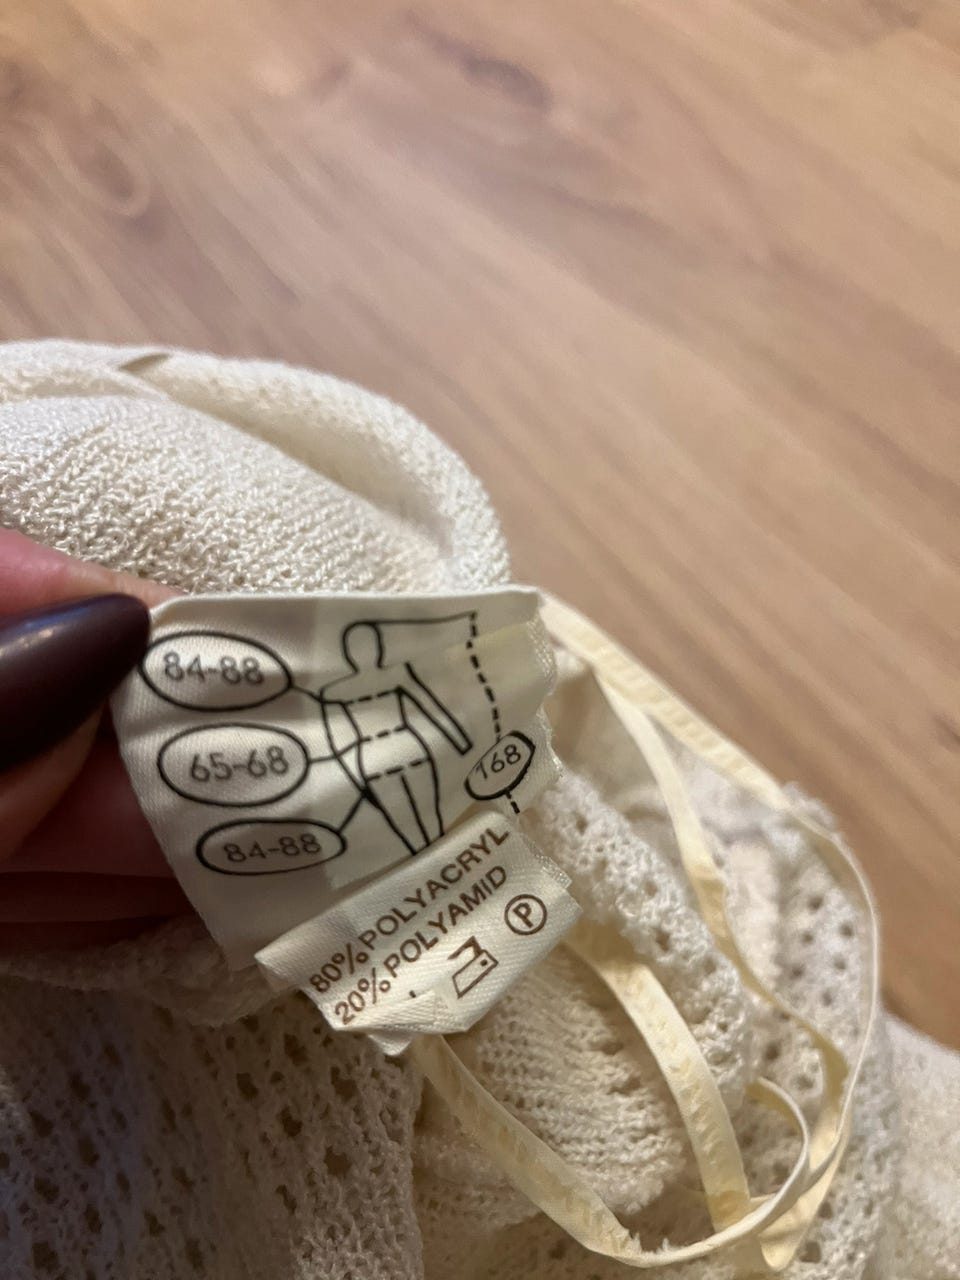 84-88
65-68
84-88
168
80% POLYACRYL
20% POLYAMID
P